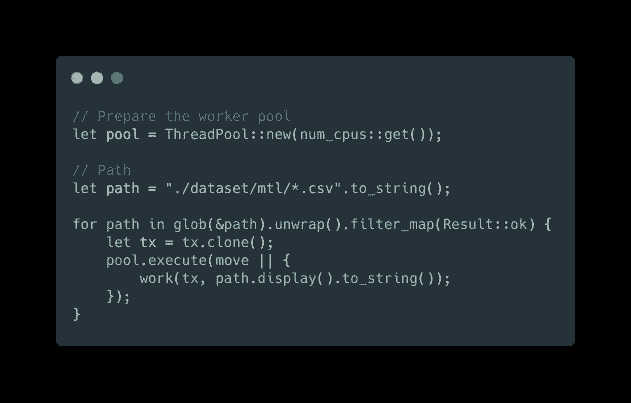 // Prepare the worker pool
let pool = ThreadPool::new(num_cpus::get());
// Path
let path = "./dataset/mtl/*.csv".to_string();
for path in glob(&path).unwrap().filter_map(Result::ok) {
    let tx = tx.clone();
    pool.execute(move || {
        work(tx, path.display().to_string());
    });
}